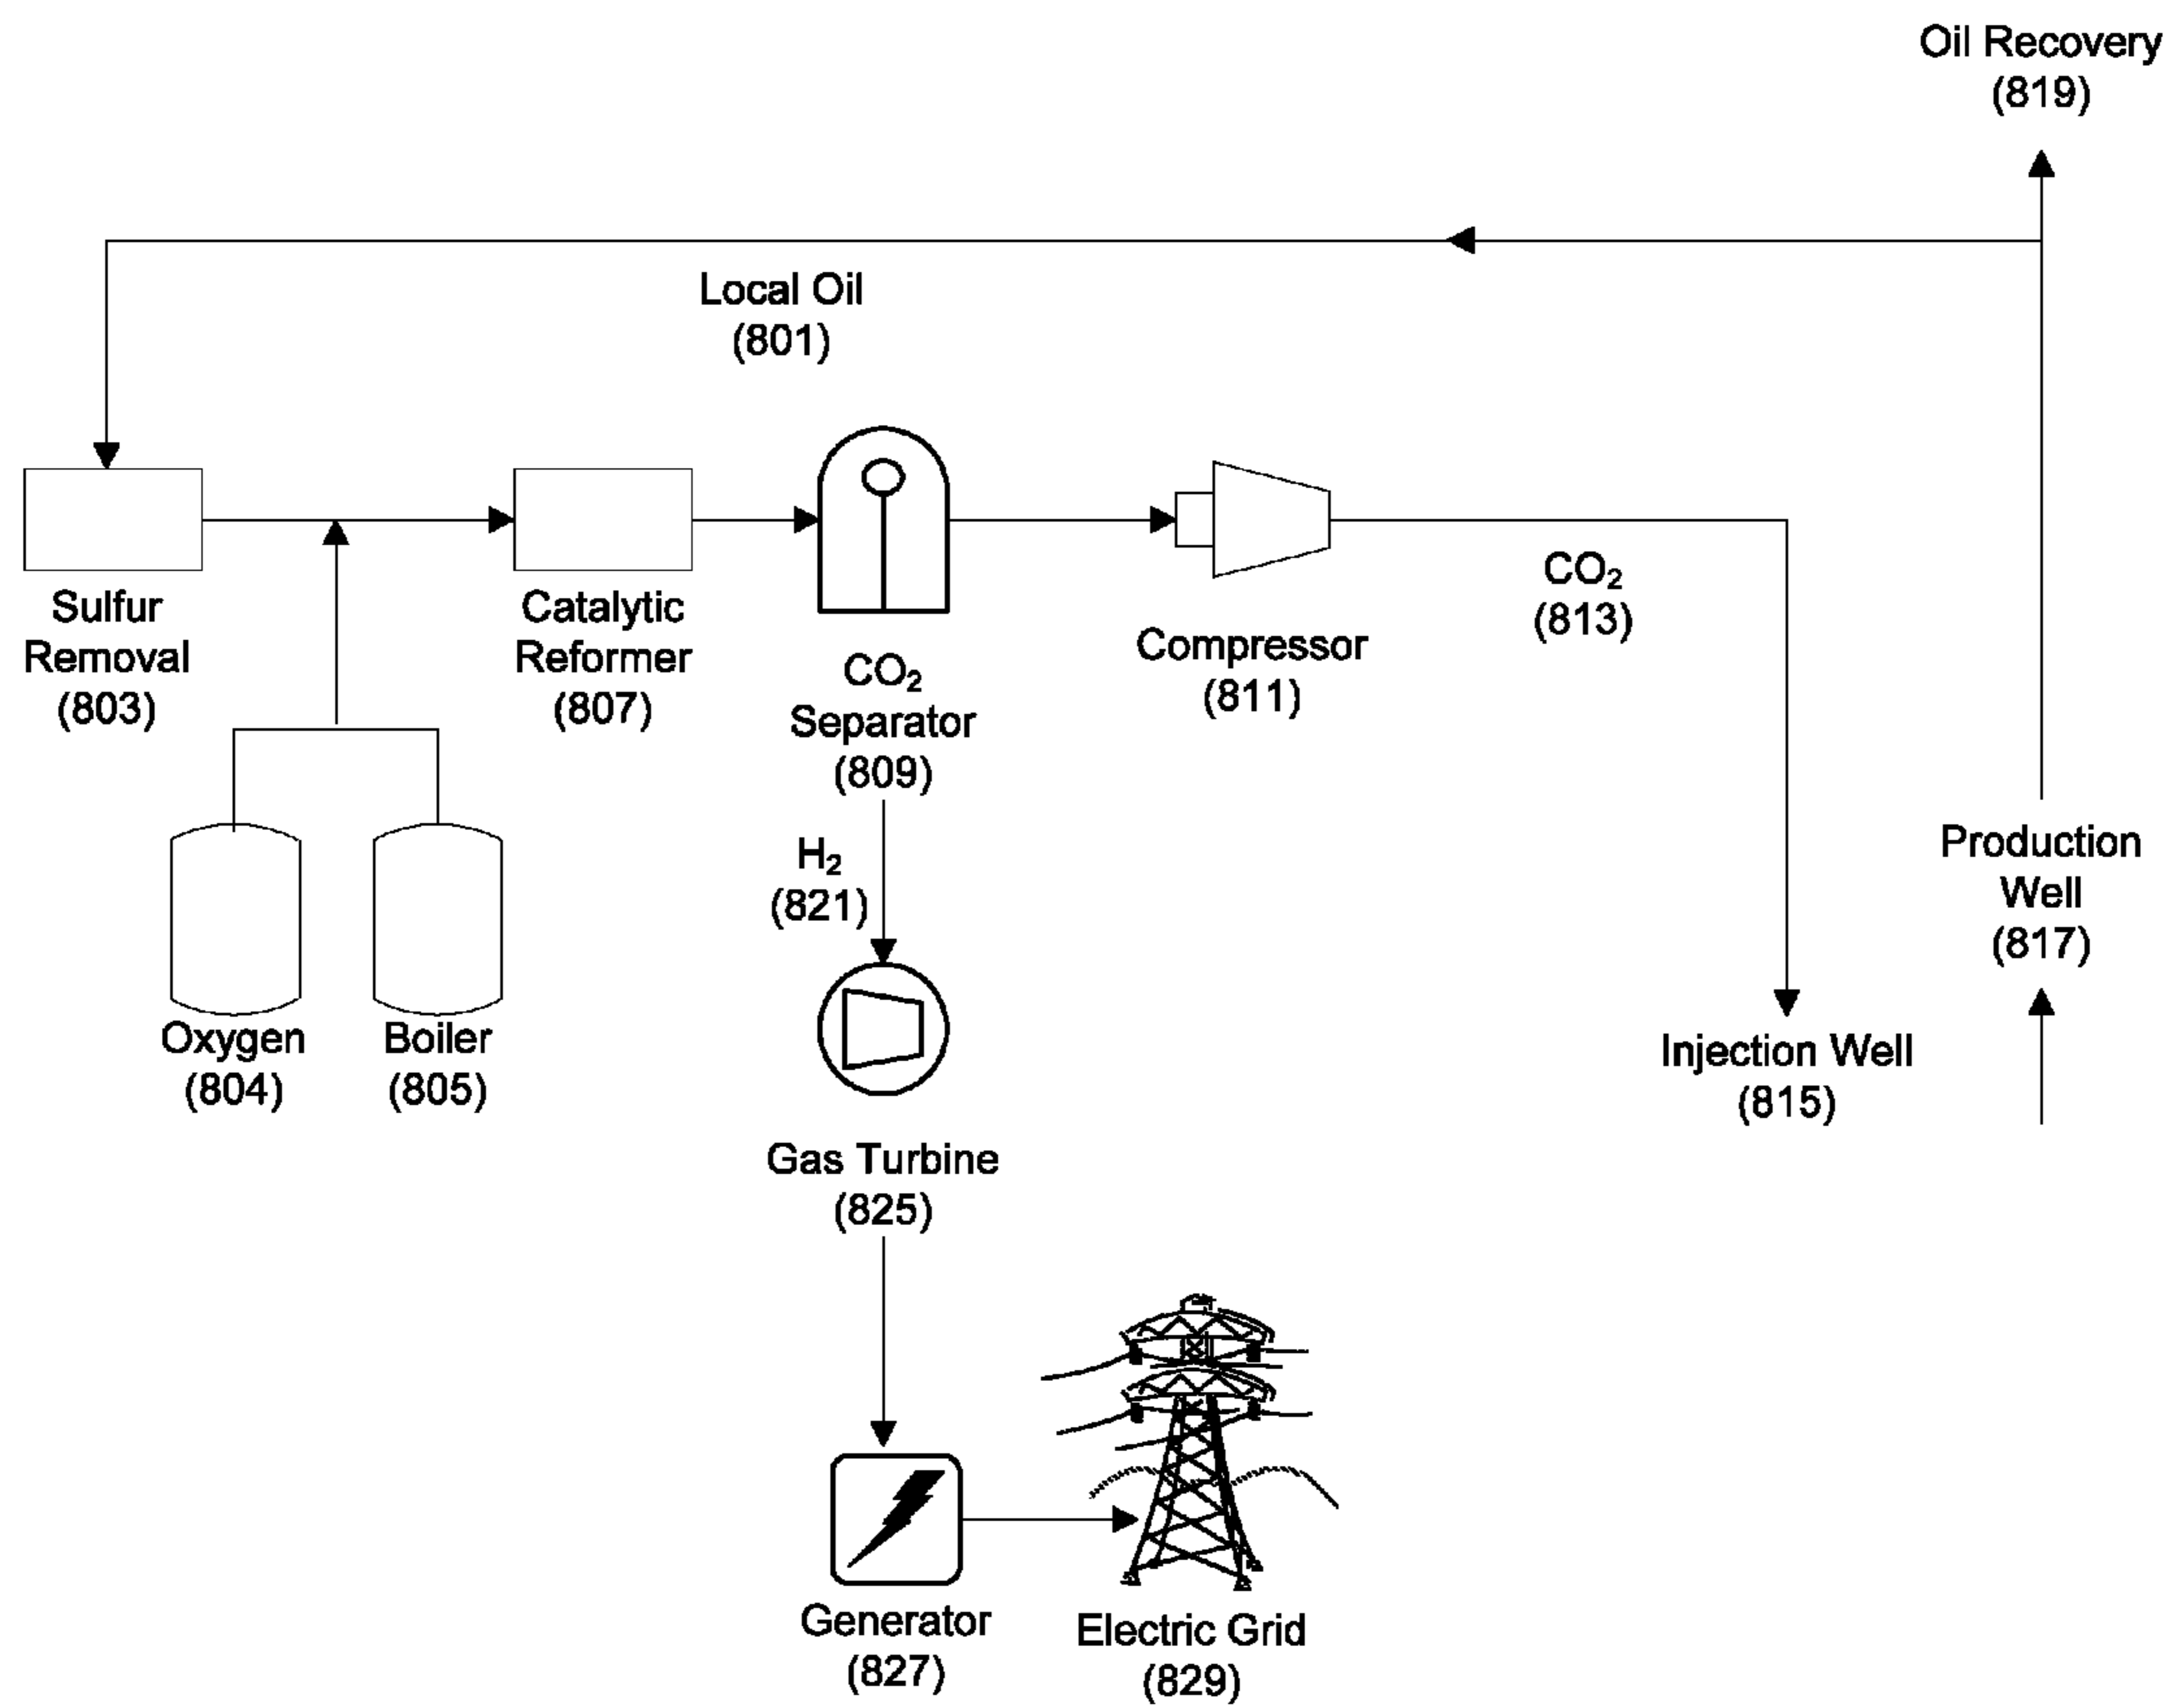 Oil Recovery
(819)
Local Oil
(801)
Sulfur
Removal
(803)
Catalytic
Reformer
(807)
CO₂
Separator
(809)
Compressor
(811)
CO₂
(813)
H₂
(821)
Production
Well
(817)
Oxygen
(804)
Boiler
(805)
Injection Well
(815)
Gas Turbine
(825)
Generator
(827)
Electric Grid
(829)